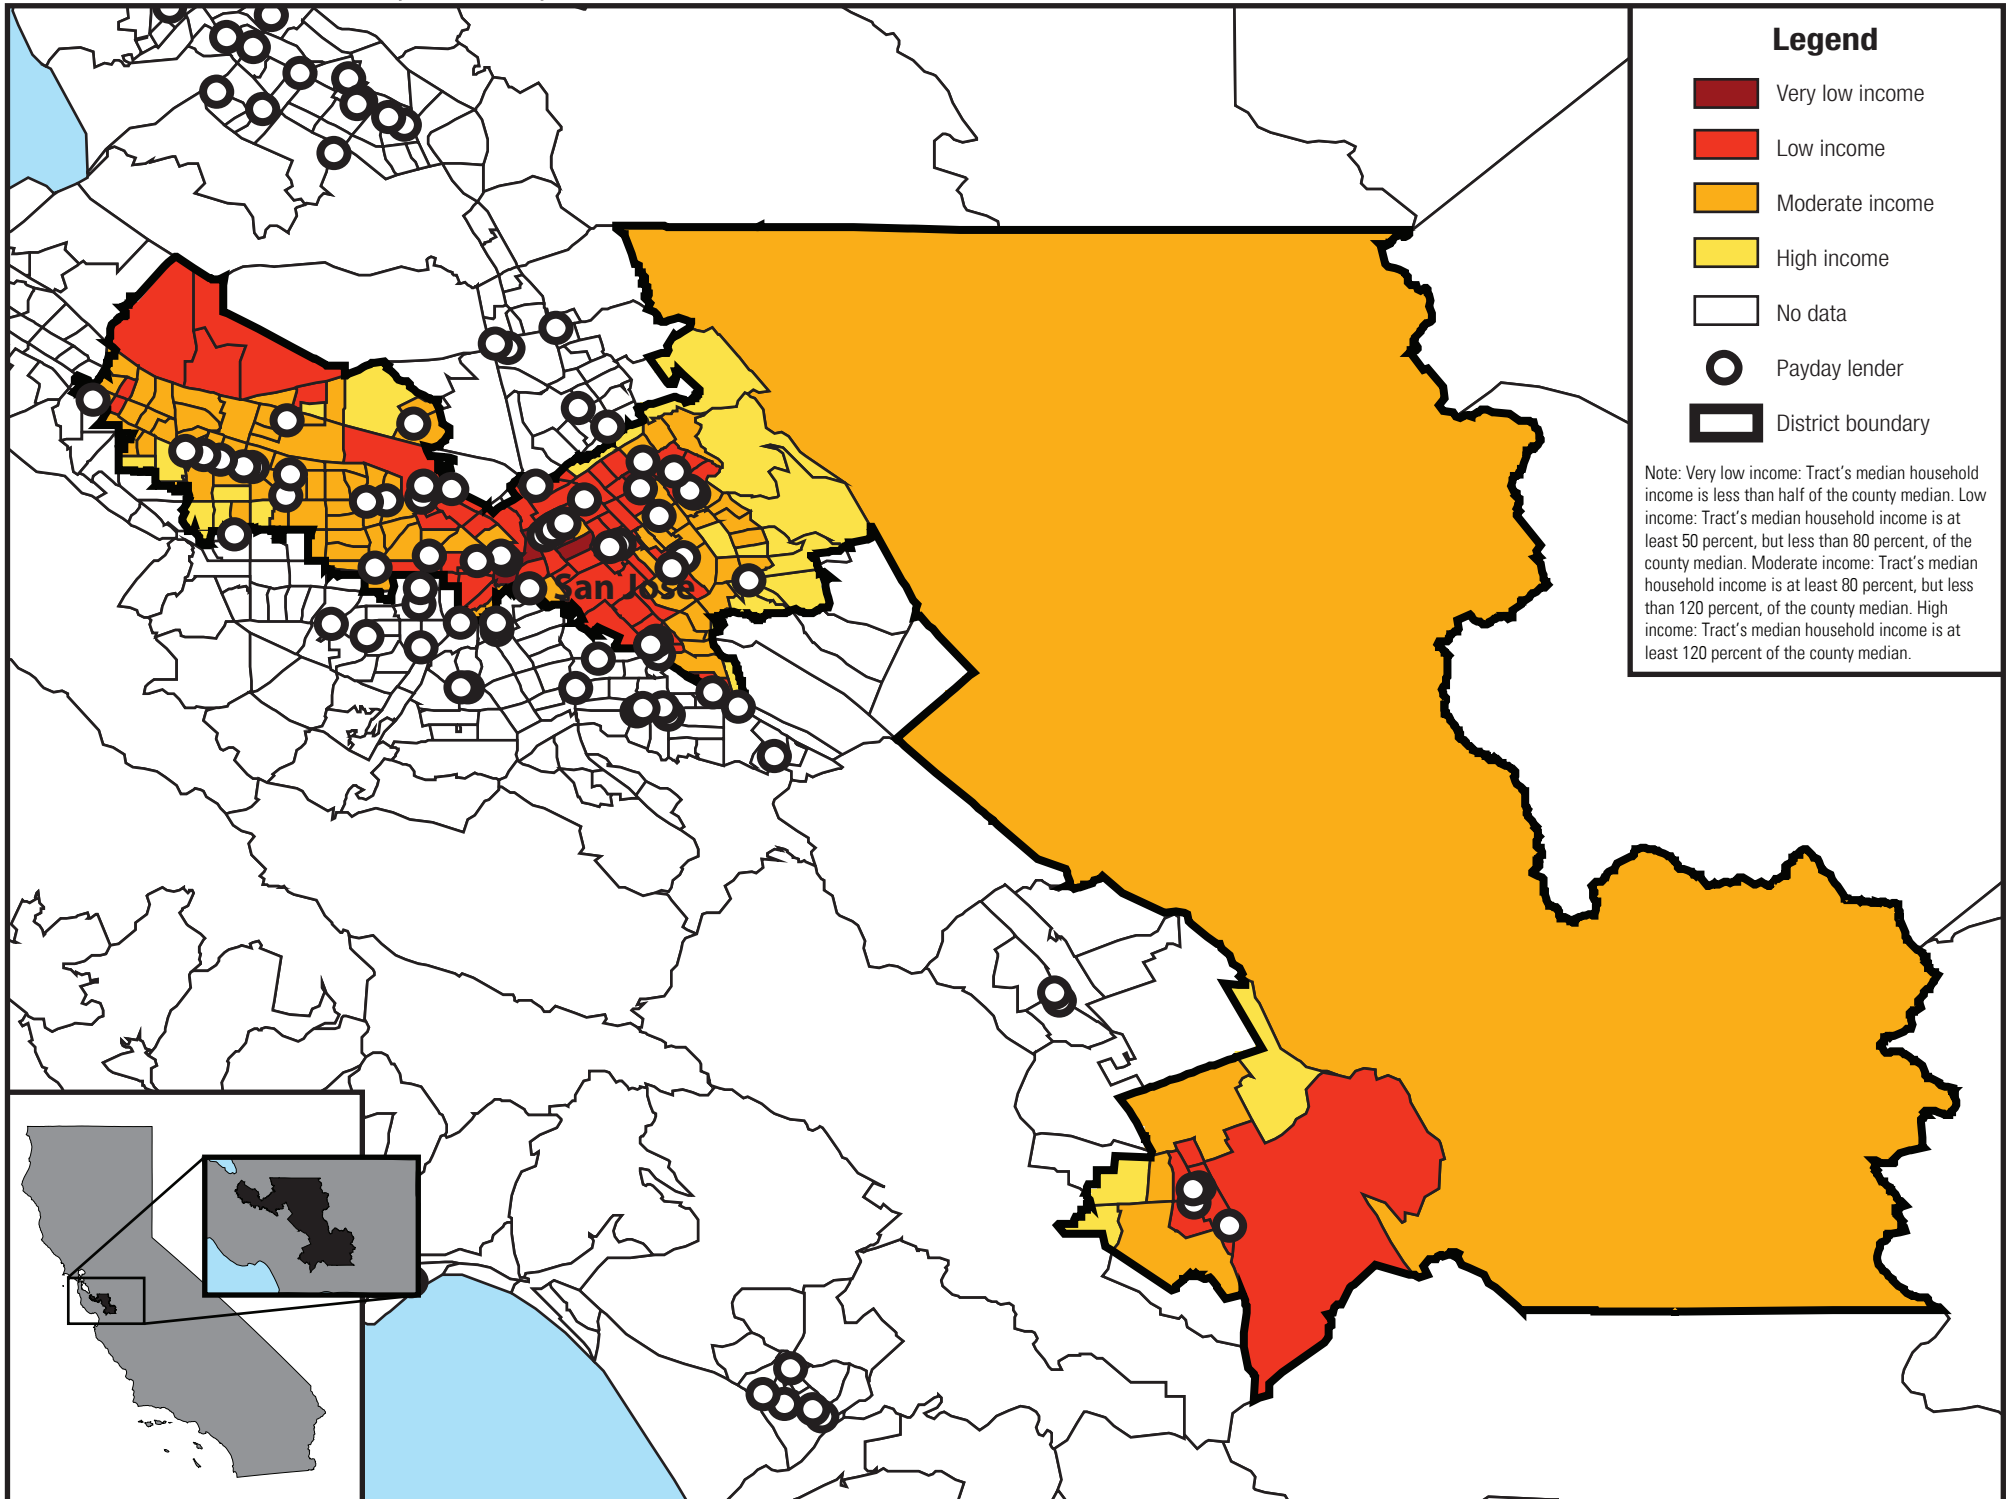 Legend
Very low income
Low income
Moderate income
High income
No data
Payday lender
District boundary
Note: Very low income: Tract's median household
income is less than half of the county median. Low
income: Tract's median household income is at
least 50 percent, but less than 80 percent, of the
county median. Moderate income: Tract's median
household income is at least 80 percent, but less
than 120 percent, of the county median. High
income: Tract's median household income is at
least 120 percent of the county median.
San Jose